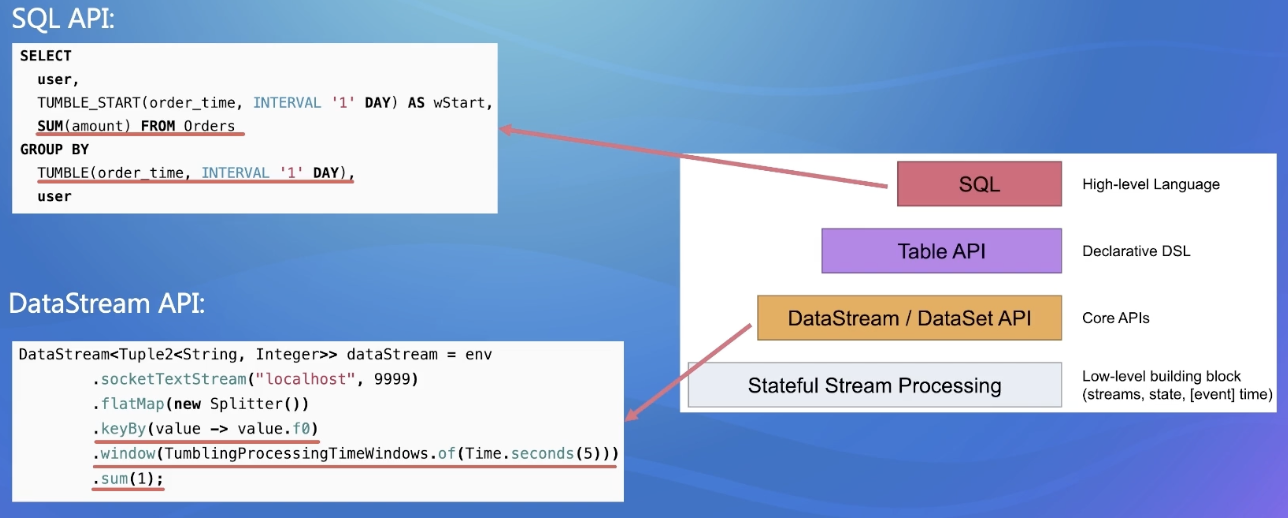 SQL API:
SELECT
user,
TUMBLE_START(order_time, INTERVAL '1' DAY) AS wStart,
SUM(amount) FROM Orders
GROUP BY
TUMBLE(order_time, INTERVAL '1' DAY),
user
SQL
High-level Language
Table API
Declarative DSL
DataStream / DataSet API
Core APIs
Stateful Stream Processing
Low-level building block
(streams, state, [event] time)
DataStream API:
DataStream<Tuple2<String, Integer>> dataStream = env
.socketTextStream("localhost", 9999)
.flatMap(new Splitter())
.keyBy(value -> value.f0)
.window(TumblingProcessingTimeWindows.of(Time.seconds(5)))
.sum(1);